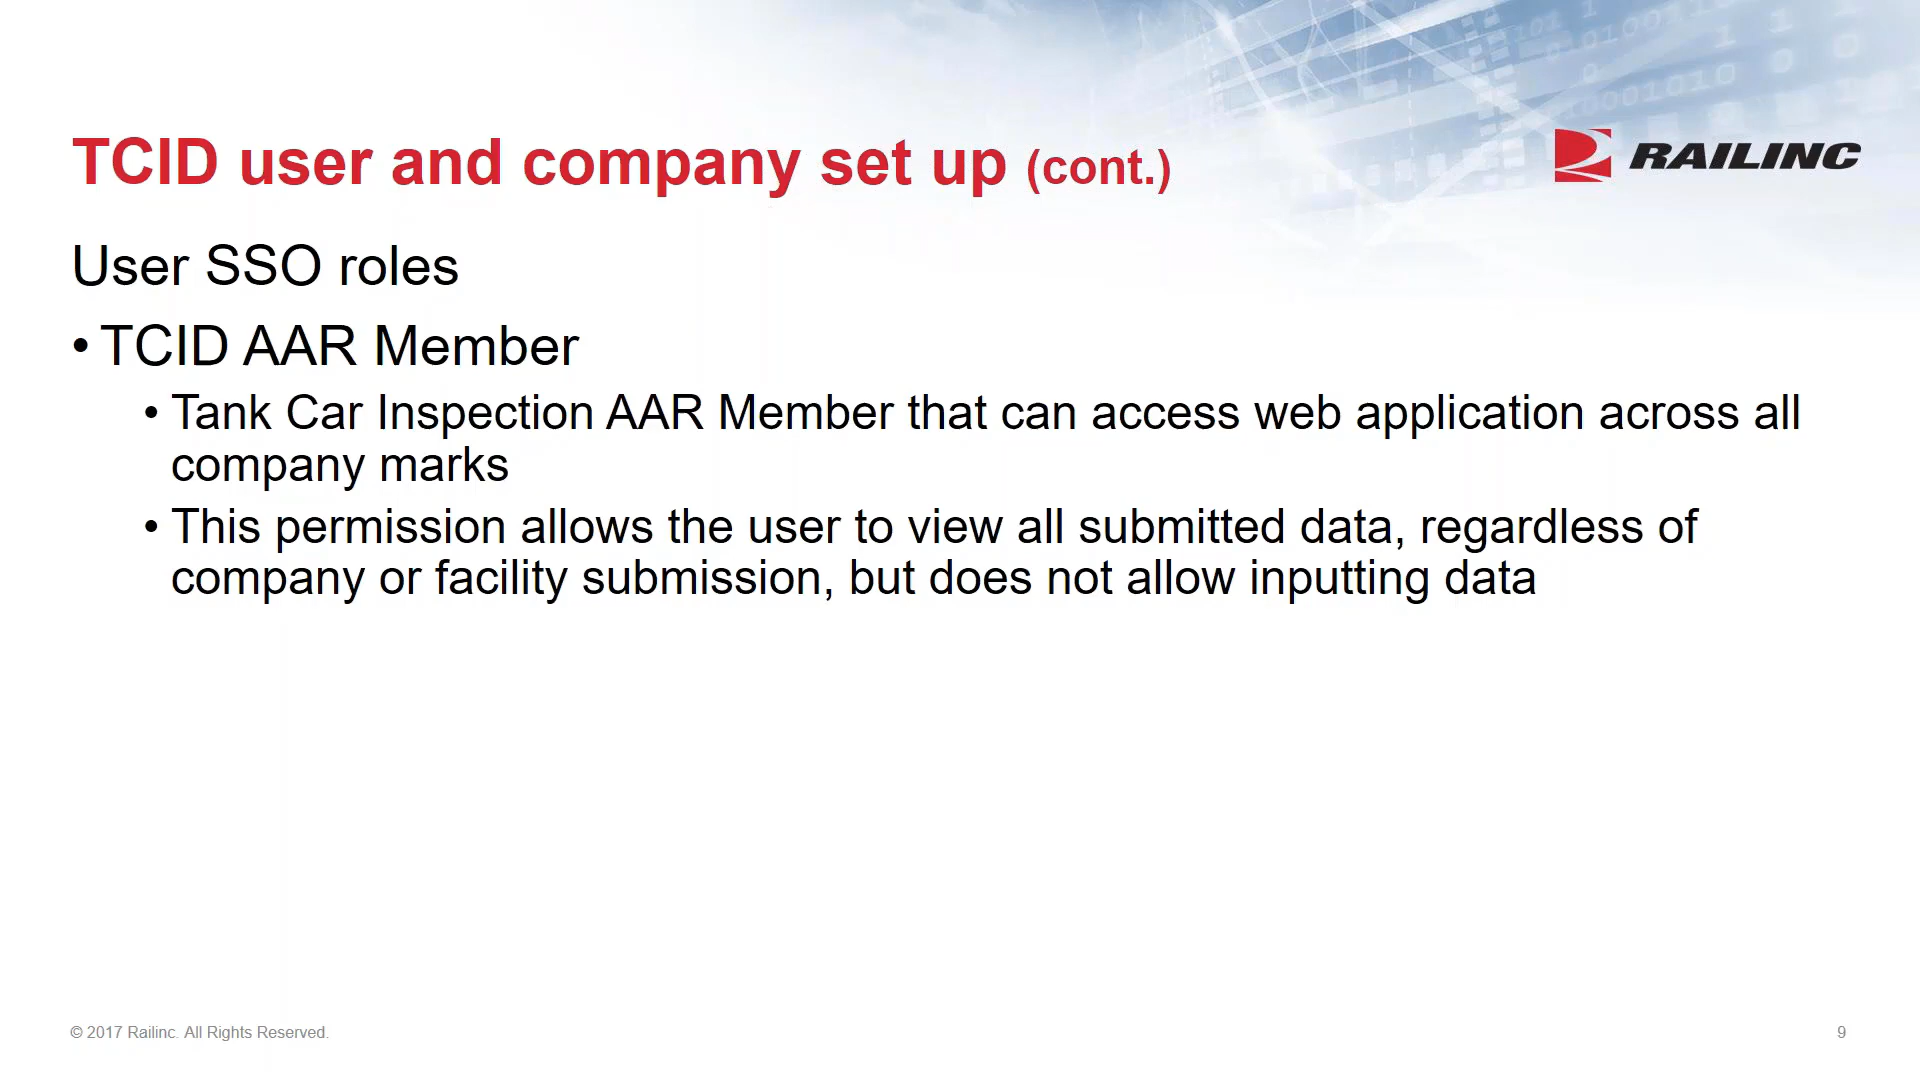 TCID user and company set up (cont.)
RAILINC
User SSO roles
• TCID AAR Member
• Tank Car Inspection AAR Member that can access web application across all
company marks
• This permission allows the user to view all submitted data, regardless of
company or facility submission, but does not allow inputting data
© 2017 Railinc. All Rights Reserved.
9